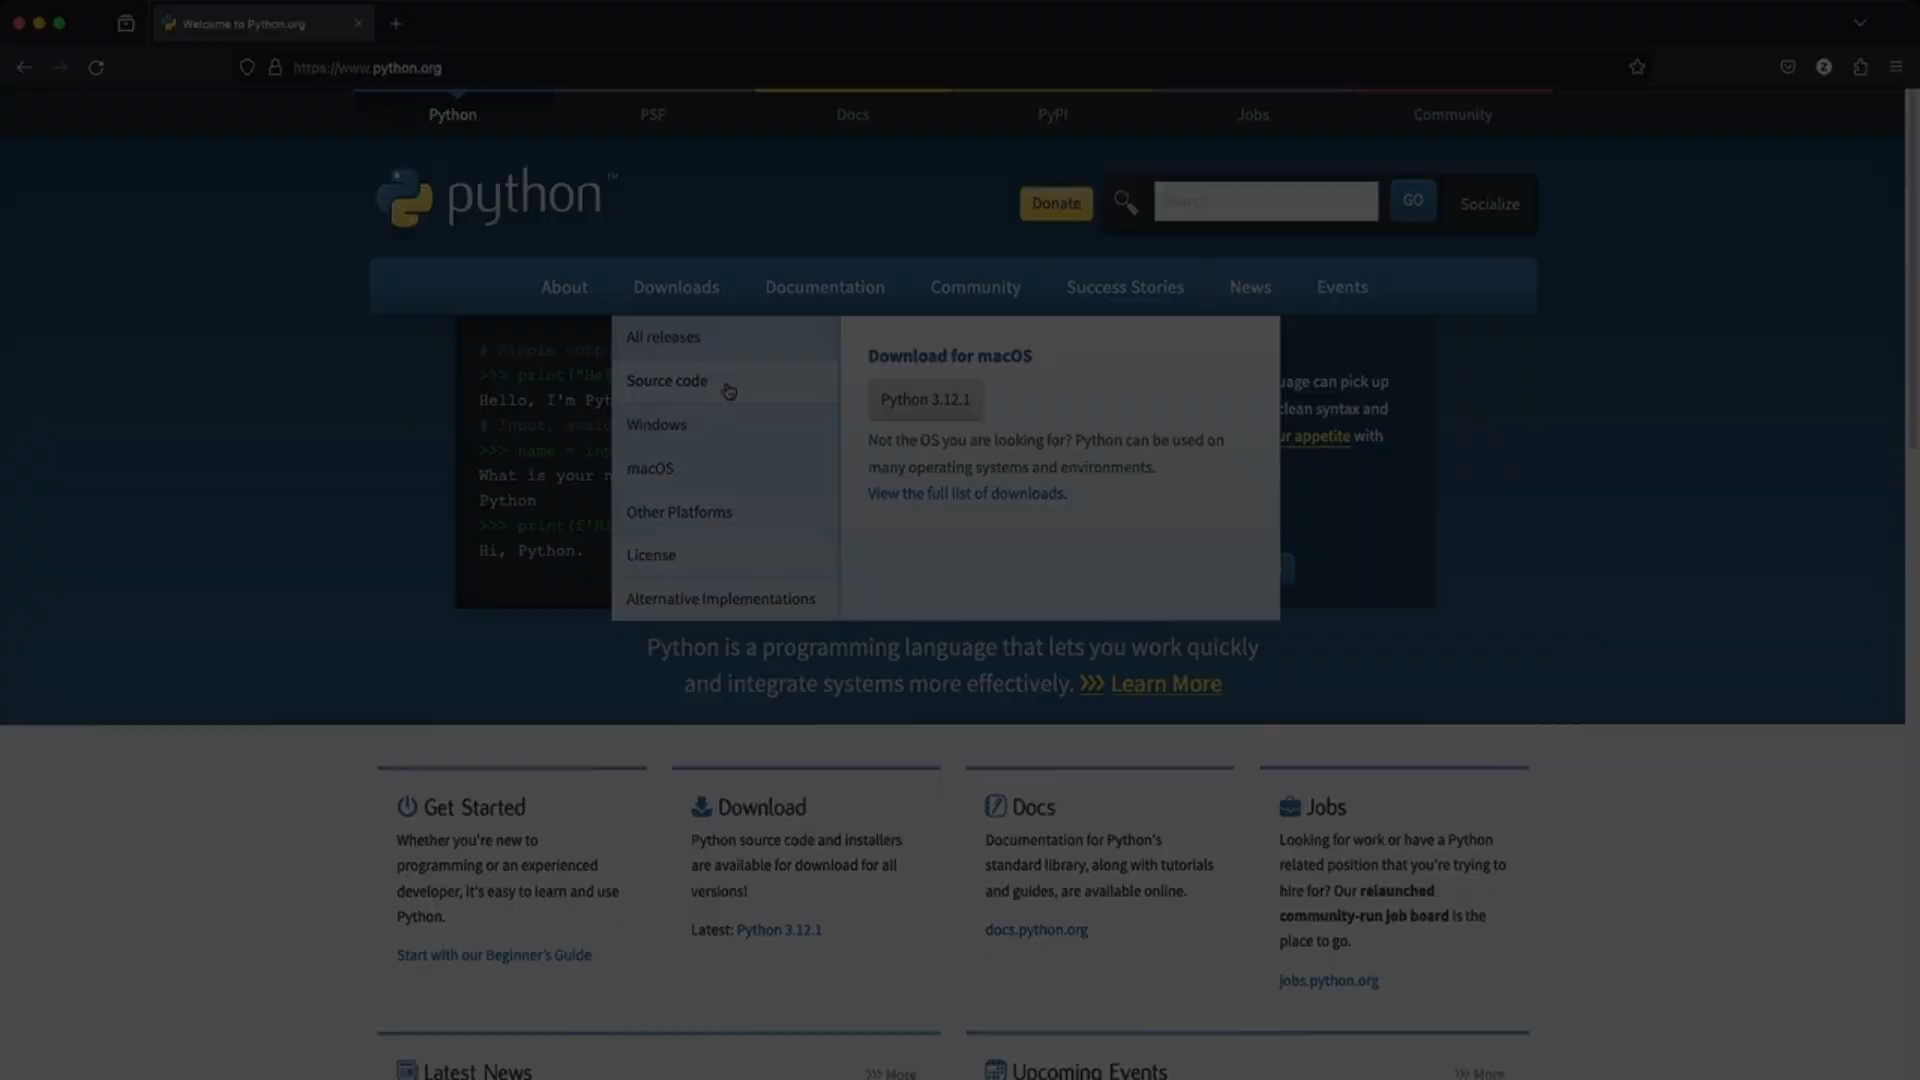 Welcome to Python.org
https://www.python.org
Python
PSF
Docs
PyPI
Jobs
Community
python™
Donate
GO
Socialize
About
Downloads
Documentation
Community
Success Stories
News
Events
All releases
Source code
Windows
macOS
Other Platforms
License
Alternative Implementations
Download for macOS
Python 3.12.1
Not the OS you are looking for? Python can be used on
many operating systems and environments.
View the full list of downloads.
>>> print("He
Hello, I'm Pyt
>>> name = inp
What is your n
Python
>>> print(f'Hi
Hi, Python.
uage can pick up
clean syntax and
ur appetite with
Python is a programming language that lets you work quickly
and integrate systems more effectively. >>> Learn More
Get Started
Whether you're new to
programming or an experienced
developer, it's easy to learn and use
Python.
Start with our Beginner's Guide
Download
Python source code and installers
are available for download for all
versions!
Latest: Python 3.12.1
Docs
Documentation for Python's
standard library, along with tutorials
and guides, are available online.
docs.python.org
Jobs
Looking for work or have a Python
related position that you're trying to
hire for? Our relaunched
community-run job board is the
place to go.
jobs.python.org
Latest News
>>> More
Upcoming Events
>>> More